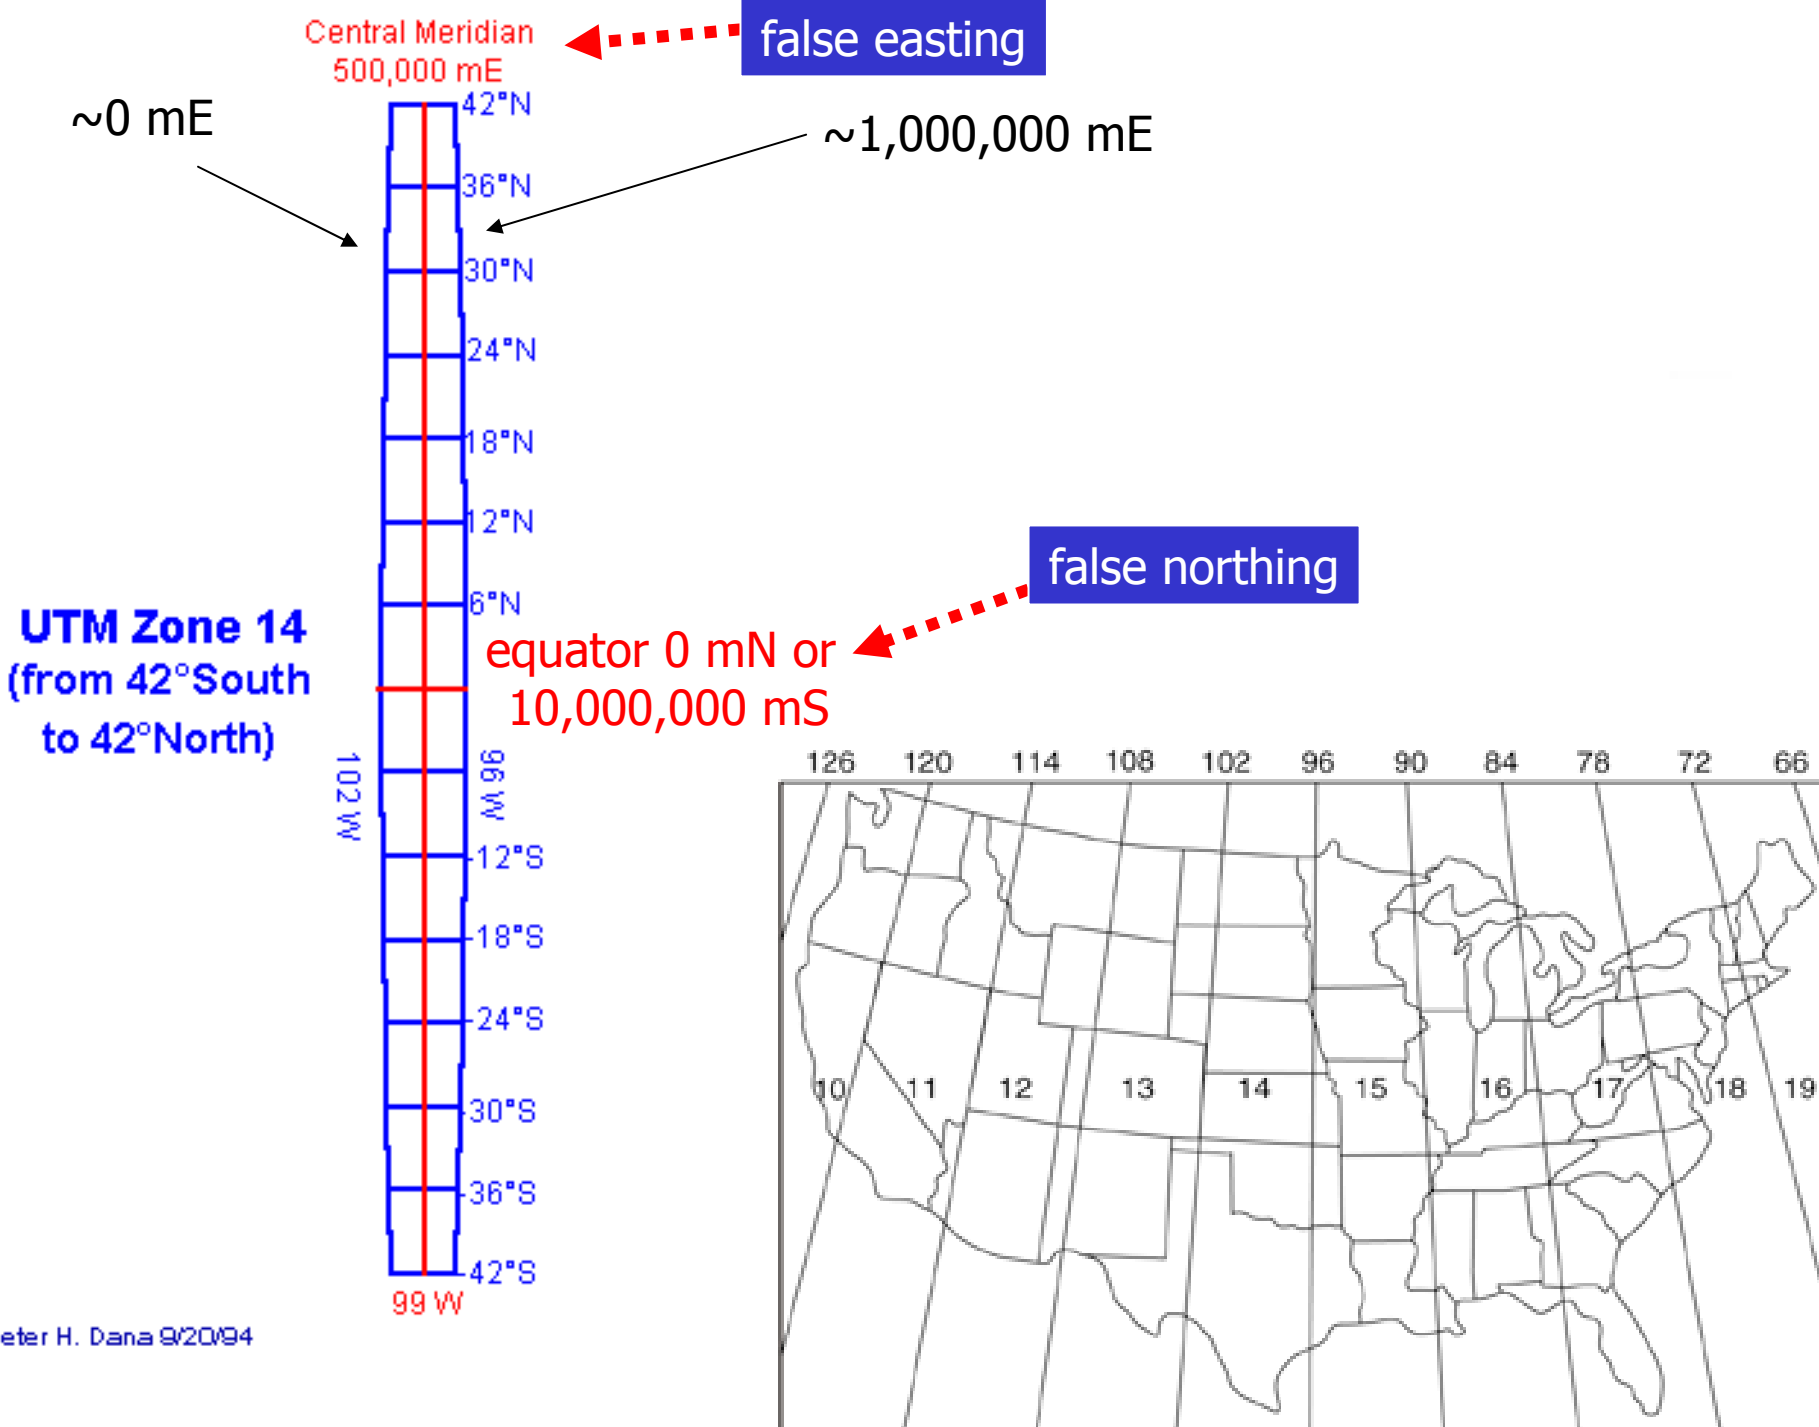 Central Meridian
500,000 mE
false easting
~0 mE
~1,000,000 mE
42°N
36°N
30°N
24°N
18°N
12°N
6°N
UTM Zone 14
(from 42°South
to 42°North)
false northing
equator 0 mN or
10,000,000 mS
102 W
96 W
-12°S
-18°S
-24°S
-30°S
-36°S
-42°S
99 W
eter H. Dana 9/20/94
126 120 114 108 102 96 90 84 78 72 66
10 11 12 13 14 15 16 17 18 19